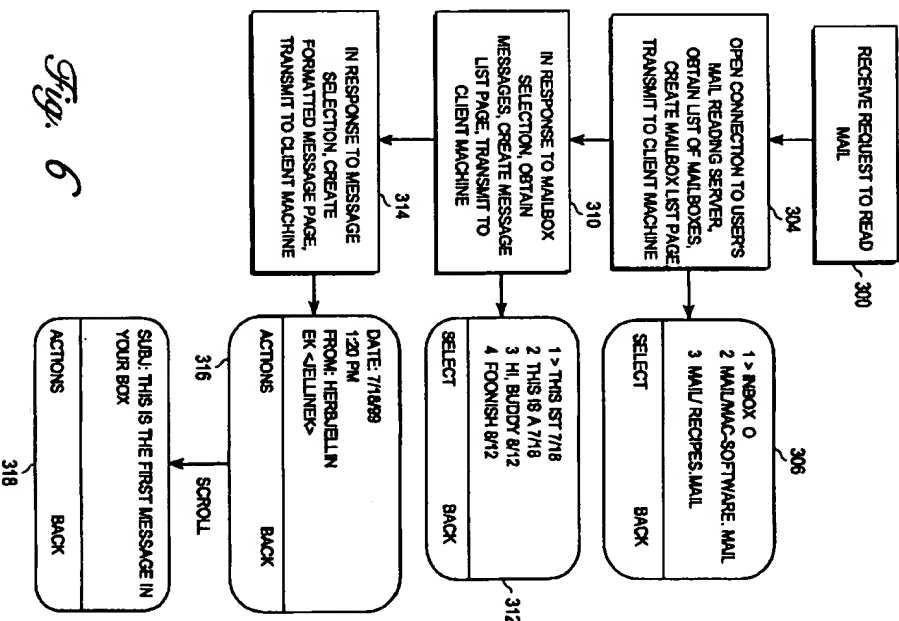 RECEIVE REQUEST TO READ
MAIL
300
OPEN CONNECTION TO USER'S
MAIL READING SERVER,
OBTAIN LIST OF MAILBOXES,
CREATE MAILBOX LIST PAGE,
TRANSMIT TO CLIENT MACHINE
304
1 > INBOX O
2 MAIL/MAC-SOFTWARE. MAIL
3 MAIL/ RECIPES.MAIL
SELECT BACK
306
IN RESPONSE TO MAILBOX
SELECTION, OBTAIN
MESSAGES, CREATE MESSAGE
LIST PAGE, TRANSMIT TO
CLIENT MACHINE
310
1 > THIS IST 7/18
2 THIS IS A 7/18
3 HI, BUDDY 8/12
4 FOONISH 8/12
SELECT BACK
312
IN RESPONSE TO MESSAGE
SELECTION, CREATE
FORMATTED MESSAGE PAGE,
TRANSMIT TO CLIENT MACHINE
314
DATE: 7/18/99
1:20 PM
FROM: HERBJELLIN
EK <JELLINEK>
ACTIONS BACK
316
SCROLL
SUBJ: THIS IS THE FIRST MESSAGE IN
YOUR BOX
ACTIONS BACK
318
Fig. 6